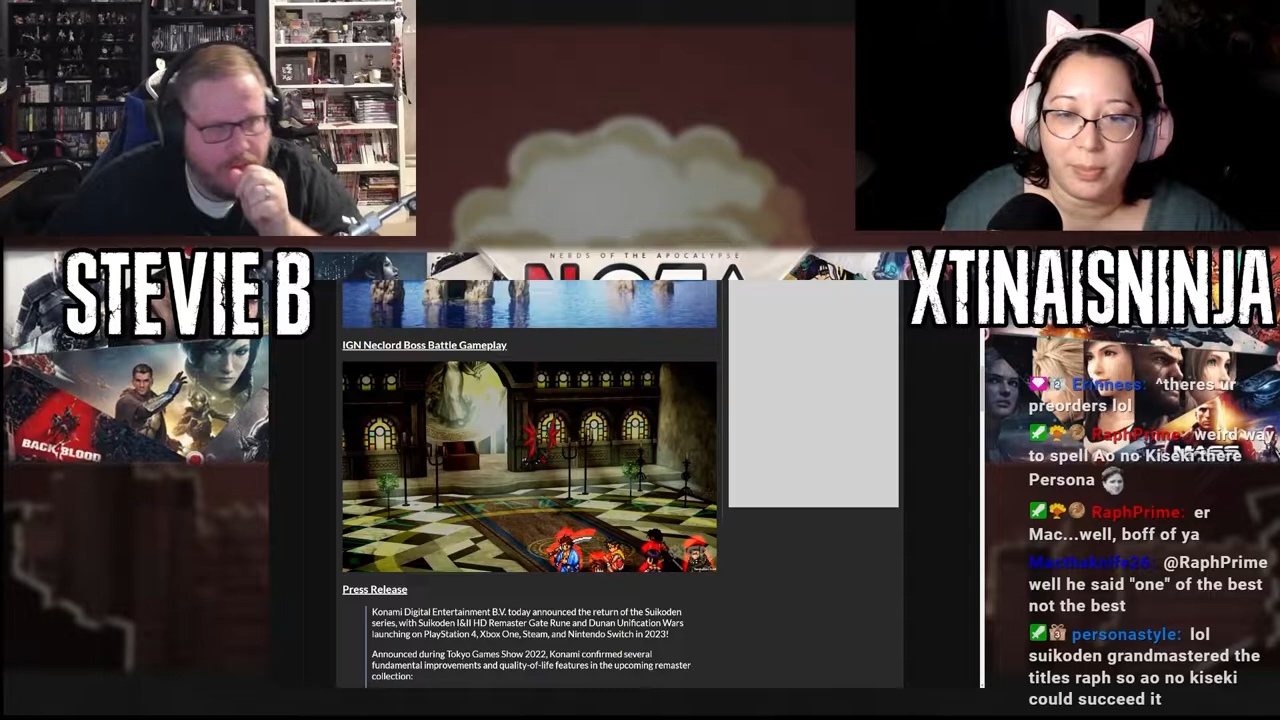 NERDS OF THE APOCALYPSE
NOTA
STEVIE B
XTINAISNINJA
BACK 4 BLOOD
IGN Neclord Boss Battle Gameplay
Press Release
Konami Digital Entertainment B.V. today announced the return of the Suikoden
series, with Suikoden I&II HD Remaster Gate Rune and Dunan Unification Wars
launching on PlayStation 4, Xbox One, Steam, and Nintendo Switch in 2023!
Announced during Tokyo Games Show 2022, Konami confirmed several
fundamental improvements and quality-of-life features in the upcoming remaster
collection:
Erinness: ^theres ur
preorders lol
RaphPrime: weird way
to spell Ao no Kiseki there
Persona
RaphPrime: er
Mac...well, boff of ya
Macthaknife26: @RaphPrime
well he said "one" of the best
not the best
personastyle: lol
suikoden grandmastered the
titles raph so ao no kiseki
could succeed it